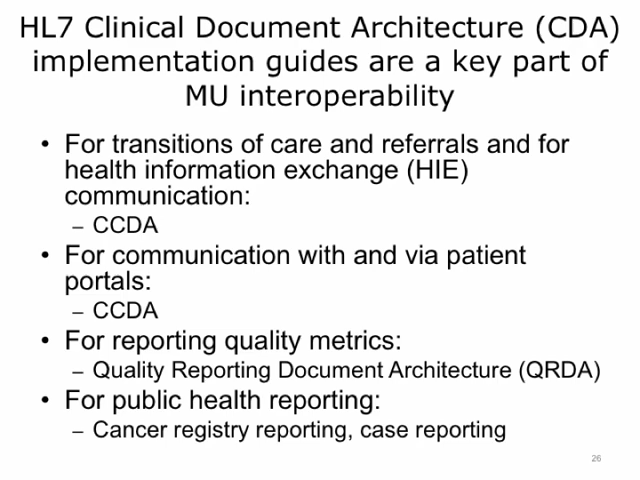 HL7 Clinical Document Architecture (CDA)
implementation guides are a key part of
MU interoperability
• For transitions of care and referrals and for
health information exchange (HIE)
communication:
– CCDA
• For communication with and via patient
portals:
– CCDA
• For reporting quality metrics:
– Quality Reporting Document Architecture (QRDA)
• For public health reporting:
– Cancer registry reporting, case reporting
26